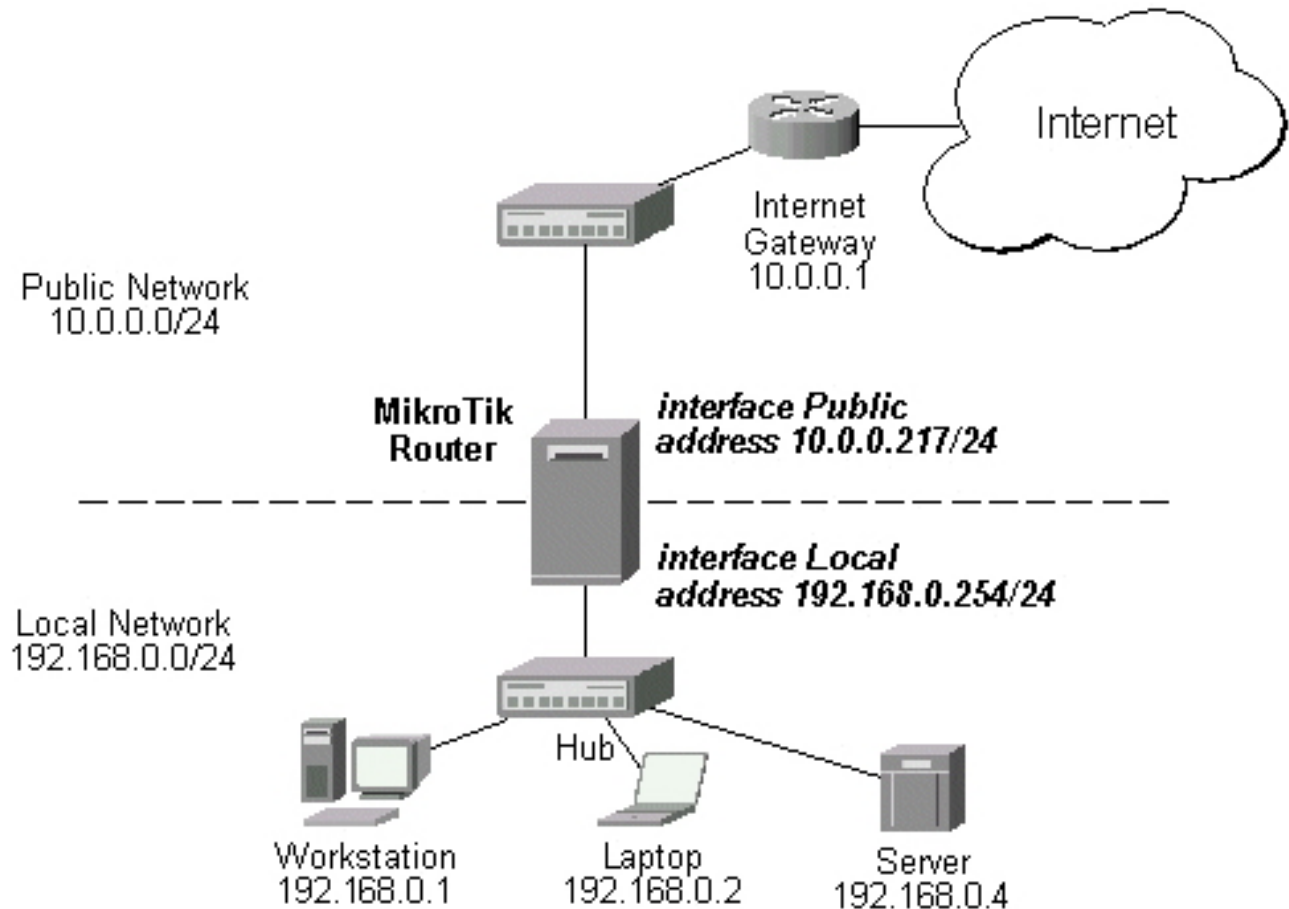 Internet
Internet
Gateway
10.0.0.1
Public Network
10.0.0.0/24
MikroTik
Router
interface Public
address 10.0.0.217/24
interface Local
address 192.168.0.254/24
Local Network
192.168.0.0/24
Hub
Workstation
192.168.0.1
Laptop
192.168.0.2
Server
192.168.0.4